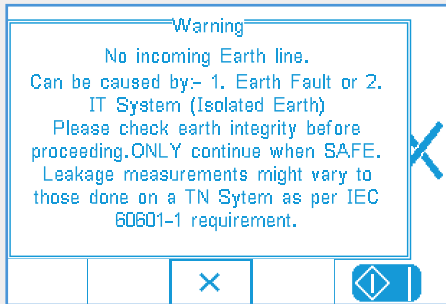 Warning
No incoming Earth line.
Can be caused by:- 1. Earth Fault or 2.
IT System (Isolated Earth)
Please check earth integrity before
proceeding.ONLY continue when SAFE.
Leakage measurements might vary to
those done on a TN Sytem as per IEC
60601-1 requirement.